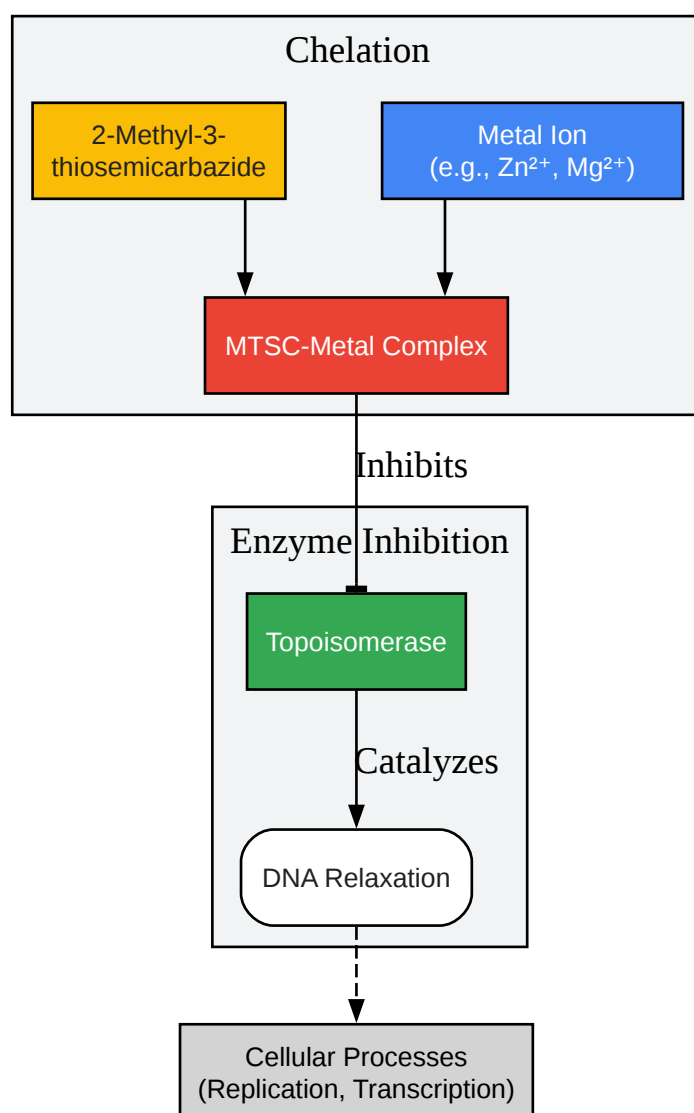 Chelation
2-Methyl-3-
thiosemicarbazide
Metal Ion
(e.g., Zn²⁺, Mg²⁺)
MTSC-Metal Complex
Inhibits
Enzyme Inhibition
Topoisomerase
Catalyzes
DNA Relaxation
Cellular Processes
(Replication, Transcription)